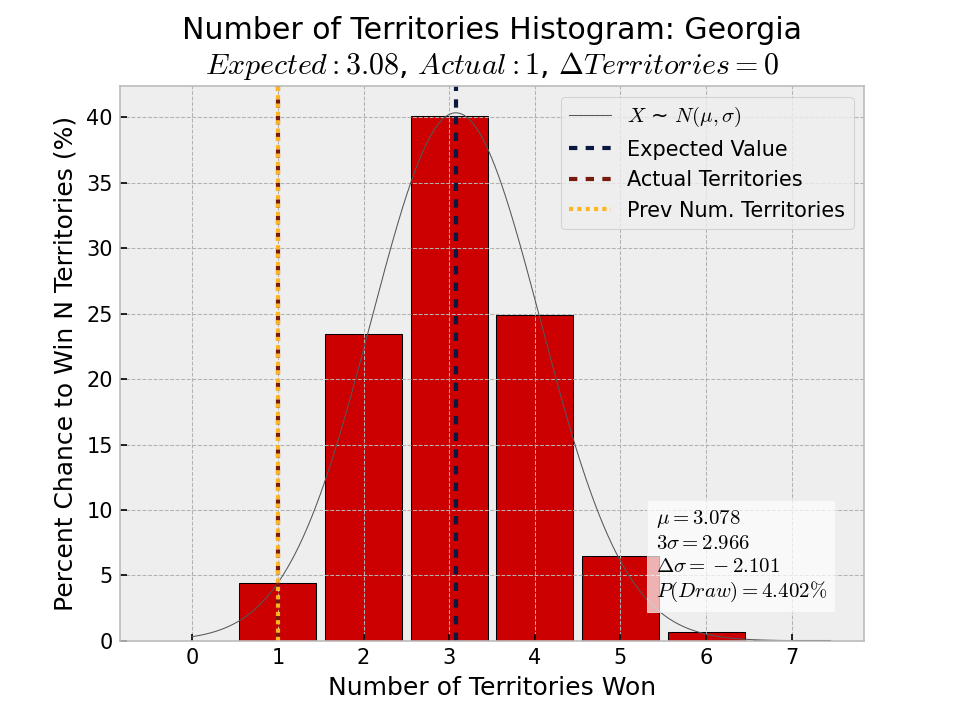 Number of Territories Histogram: Georgia
Expected : 3.08, Actual : 1, ΔTerritories = 0
Percent Chance to Win N Territories (%)
40
35
30
25
20
15
10
5
0
X ~ N(μ, σ)
Expected Value
Actual Territories
Prev Num. Territories
μ = 3.078
3σ = 2.966
Δσ = − 2.101
P(Draw) = 4.402%
0 1 2 3 4 5 6 7
Number of Territories Won